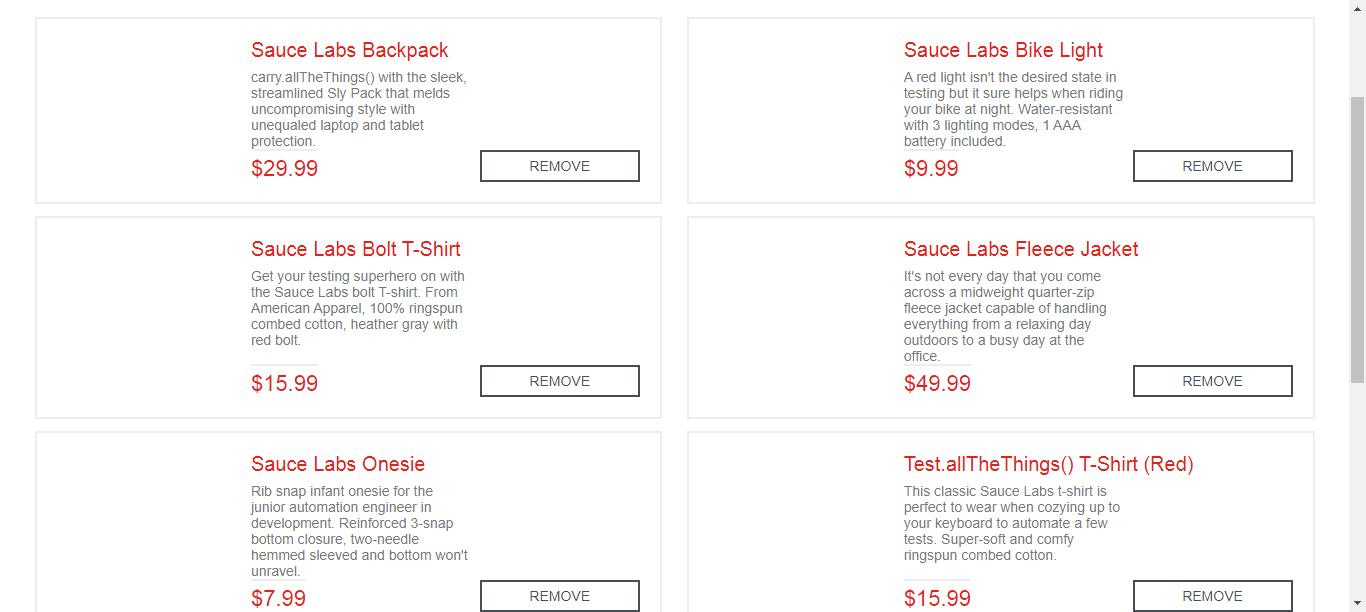 Sauce Labs Backpack
carry.allTheThings() with the sleek,
streamlined Sly Pack that melds
uncompromising style with
unequaled laptop and tablet
protection.
$29.99
REMOVE
Sauce Labs Bike Light
A red light isn't the desired state in
testing but it sure helps when riding
your bike at night. Water-resistant
with 3 lighting modes, 1 AAA
battery included.
$9.99
REMOVE
Sauce Labs Bolt T-Shirt
Get your testing superhero on with
the Sauce Labs bolt T-shirt. From
American Apparel, 100% ringspun
combed cotton, heather gray with
red bolt.
$15.99
REMOVE
Sauce Labs Fleece Jacket
It's not every day that you come
across a midweight quarter-zip
fleece jacket capable of handling
everything from a relaxing day
outdoors to a busy day at the
office.
$49.99
REMOVE
Sauce Labs Onesie
Rib snap infant onesie for the
junior automation engineer in
development. Reinforced 3-snap
bottom closure, two-needle
hemmed sleeved and bottom won't
unravel.
$7.99
REMOVE
Test.allTheThings() T-Shirt (Red)
This classic Sauce Labs t-shirt is
perfect to wear when cozying up to
your keyboard to automate a few
tests. Super-soft and comfy
ringspun combed cotton.
$15.99
REMOVE